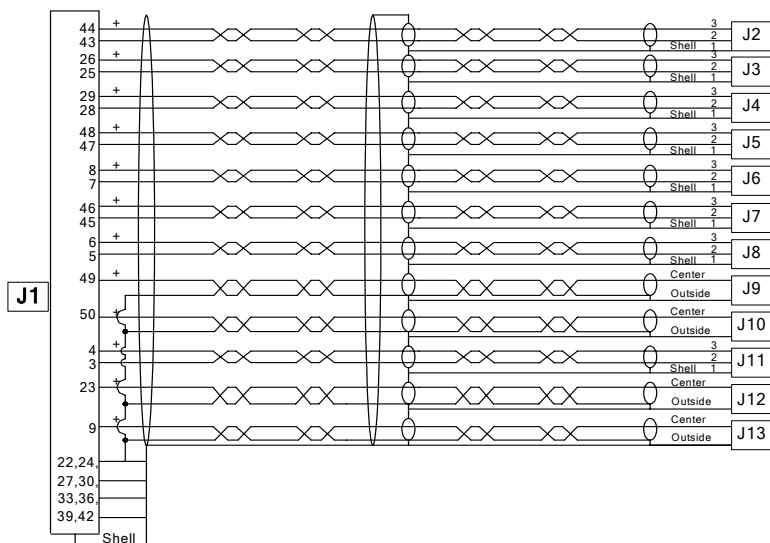 44 + 3 J2
43 2
Shell 1
26 3 J3
25 2
Shell 1
29 + 3 J4
28 2
Shell 1
48 + 3 J5
47 2
Shell 1
8 + 3 J6
7 2
Shell 1
46 + 3 J7
45 2
Shell 1
6 + 3 J8
5 2
Shell 1
49 + Center J9
Outside
J1
50 + Center J10
Outside
4 + 3 J11
3 2
Shell 1
23 + Center J12
Outside
9 + Center J13
Outside
22,24,
27,30,
33,36,
39,42
Shell